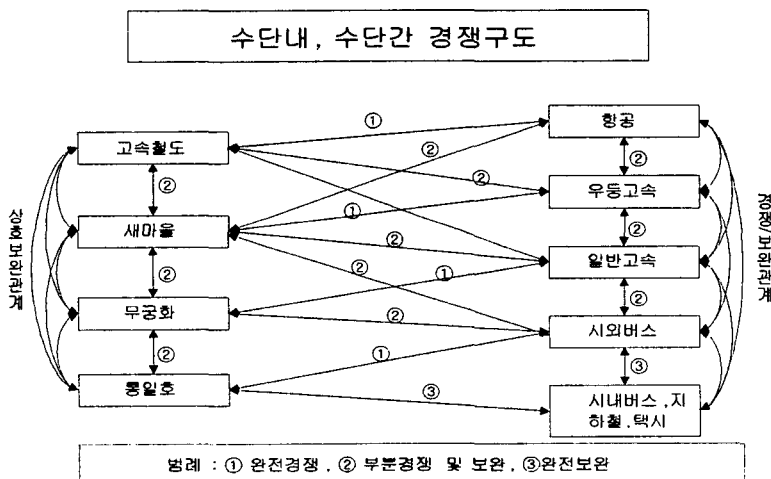 수단내, 수단간 경쟁구도
①
항공
고속철도
②
②
②
②
우등고속
①
새마을
②
②
일반고속
②
①
②
②
무궁화
②
시외버스
②
①
③
통일호
③
시내버스,지
하철,택시
상호보완관계
경쟁/보완관계
범례 : ① 완전경쟁, ② 부분경쟁 및 보완, ③완전보완